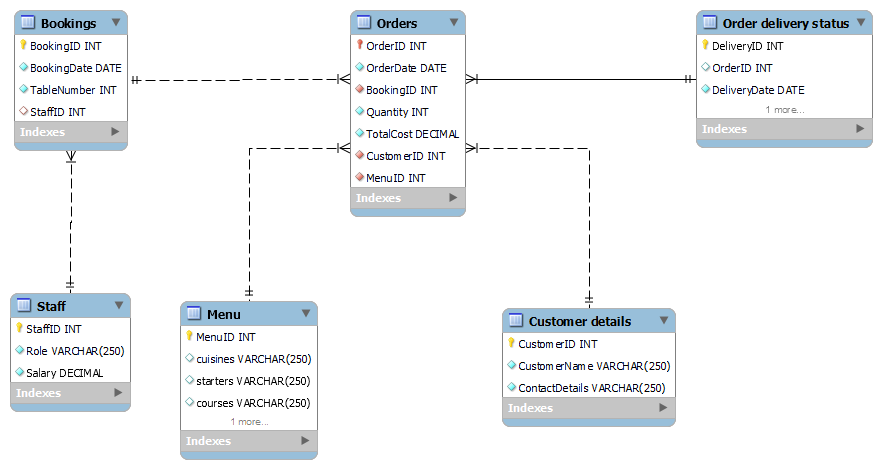 Bookings
BookingID INT
BookingDate DATE
TableNumber INT
StaffID INT
Indexes
Orders
OrderID INT
OrderDate DATE
BookingID INT
Quantity INT
TotalCost DECIMAL
CustomerID INT
MenuID INT
Indexes
Order delivery status
DeliveryID INT
OrderID INT
DeliveryDate DATE
1 more...
Indexes
Staff
StaffID INT
Role VARCHAR(250)
Salary DECIMAL
Indexes
Menu
MenuID INT
cuisines VARCHAR(250)
starters VARCHAR(250)
courses VARCHAR(250)
1 more...
Indexes
Customer details
CustomerID INT
CustomerName VARCHAR(250)
ContactDetails VARCHAR(250)
Indexes